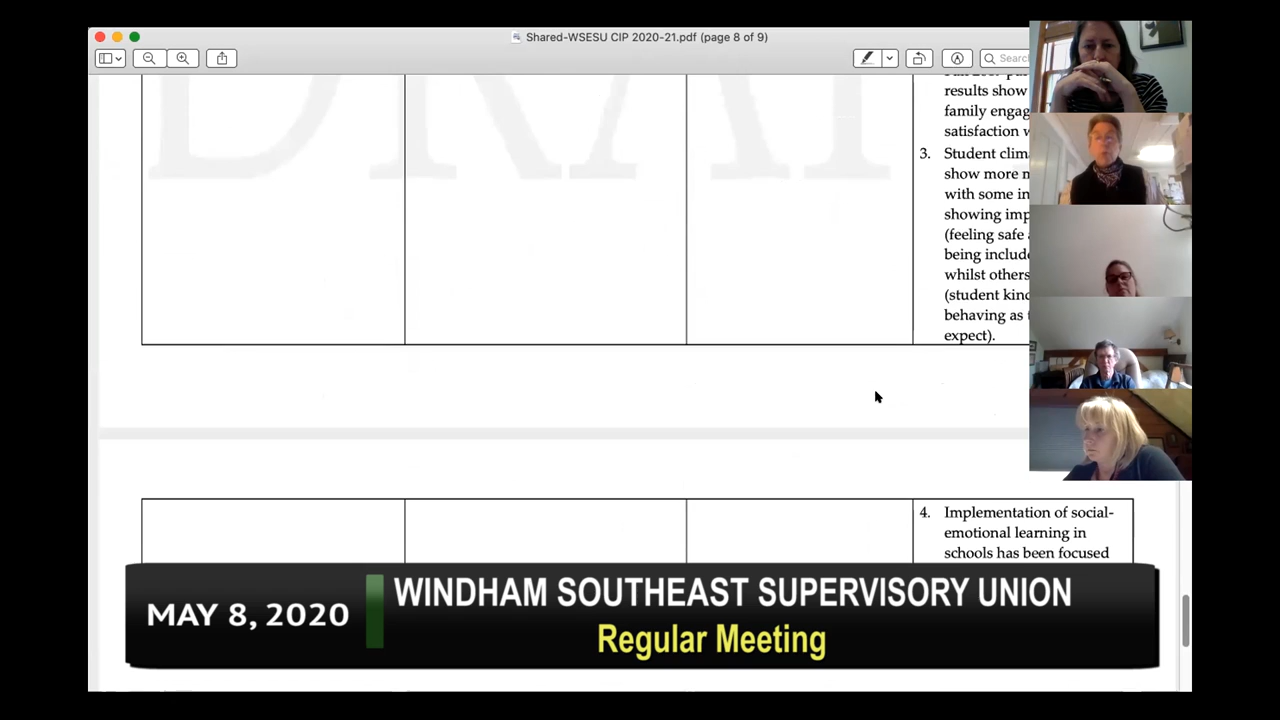 Shared-WSESU CIP 2020-21.pdf (page 8 of 9)
Search
DRAF
results show
family engag
satisfaction w
3. Student clim
show more m
with some in
showing imp
(feeling safe
being include
whilst others
(student kind
behaving as
expect).
4. Implementation of social-
emotional learning in
schools has been focused
MAY 8, 2020
WINDHAM SOUTHEAST SUPERVISORY UNION
Regular Meeting